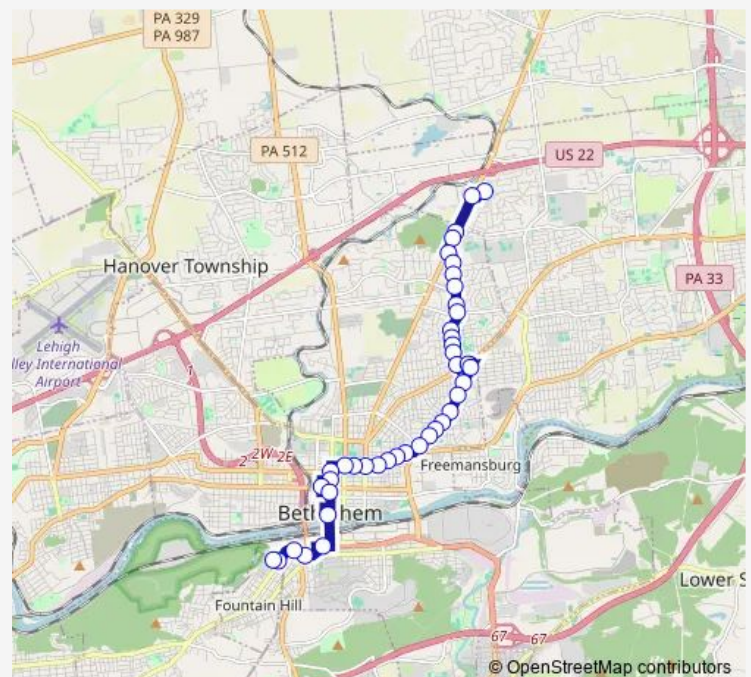 PA 329
PA 987
PA 512
US 22
Hanover Township
PA 33
Lehigh
lley International
Airport
1
2
2W 2E
Freemansburg
Bethlehem
Lower S
Fountain Hill
67
67
© OpenStreetMap contributors